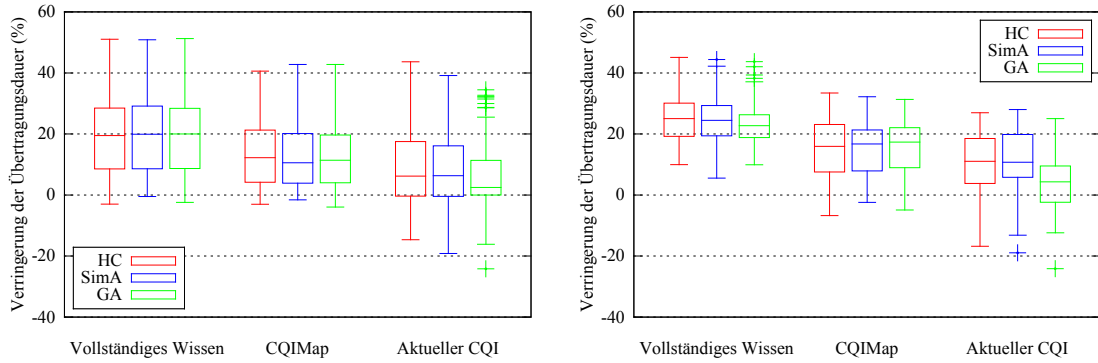 Verringerung der Übertragungsdauer (%)
60
40
20
0
-20
-40
HC
SimA
GA
Vollständiges Wissen CQIMap Aktueller CQI
Verringerung der Übertragungsdauer (%)
60
40
20
0
-20
-40
HC
SimA
GA
Vollständiges Wissen CQIMap Aktueller CQI